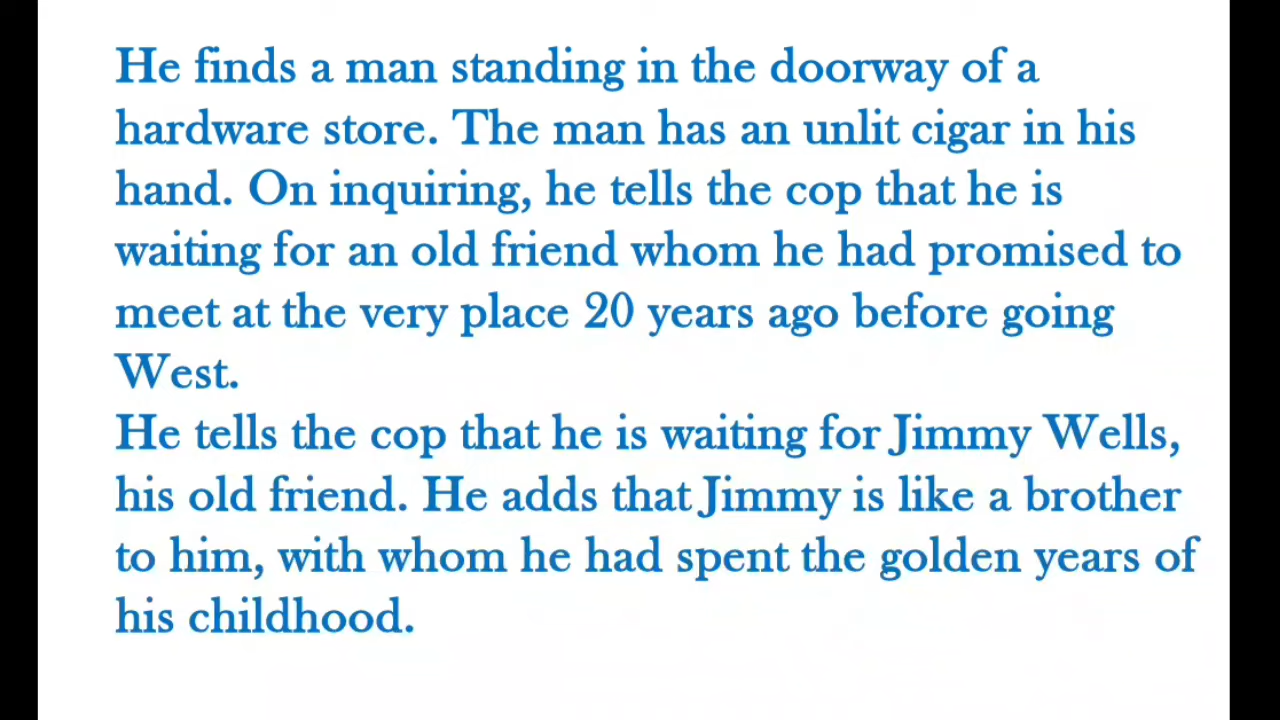 He finds a man standing in the doorway of a
hardware store. The man has an unlit cigar in his
hand. On inquiring, he tells the cop that he is
waiting for an old friend whom he had promised to
meet at the very place 20 years ago before going
West.
He tells the cop that he is waiting for Jimmy Wells,
his old friend. He adds that Jimmy is like a brother
to him, with whom he had spent the golden years of
his childhood.